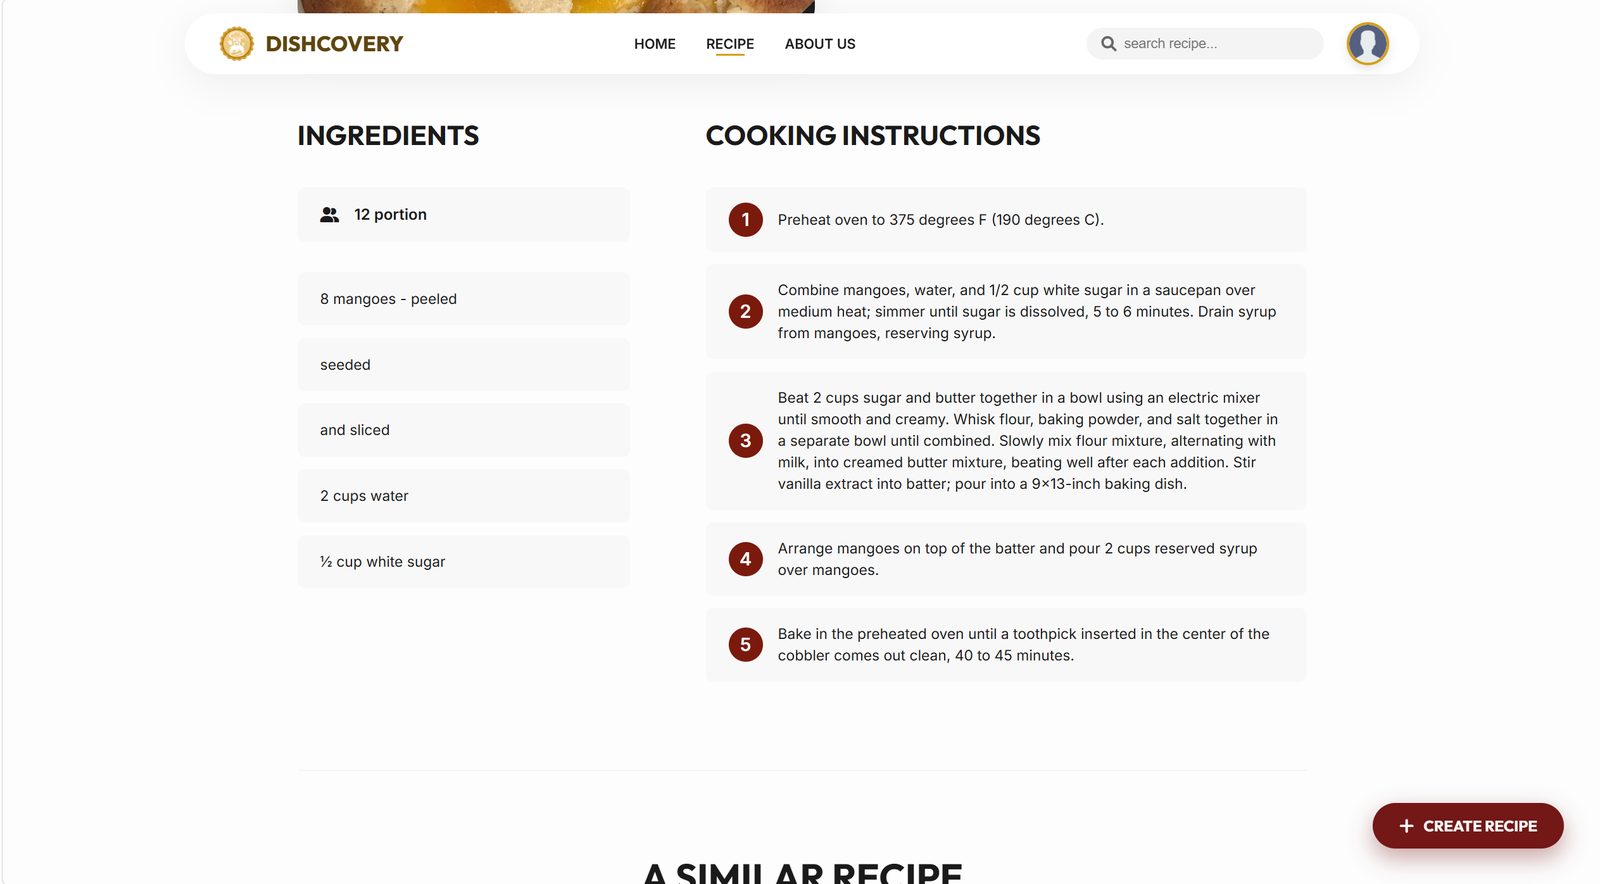 DISHCOVERY
HOME
RECIPE
ABOUT US
search recipe...
INGREDIENTS
12 portion
8 mangoes - peeled
seeded
and sliced
2 cups water
½ cup white sugar
COOKING INSTRUCTIONS
1
Preheat oven to 375 degrees F (190 degrees C).
2
Combine mangoes, water, and 1/2 cup white sugar in a saucepan over
medium heat; simmer until sugar is dissolved, 5 to 6 minutes. Drain syrup
from mangoes, reserving syrup.
3
Beat 2 cups sugar and butter together in a bowl using an electric mixer
until smooth and creamy. Whisk flour, baking powder, and salt together in
a separate bowl until combined. Slowly mix flour mixture, alternating with
milk, into creamed butter mixture, beating well after each addition. Stir
vanilla extract into batter; pour into a 9×13-inch baking dish.
4
Arrange mangoes on top of the batter and pour 2 cups reserved syrup
over mangoes.
5
Bake in the preheated oven until a toothpick inserted in the center of the
cobbler comes out clean, 40 to 45 minutes.
+ CREATE RECIPE
A SIMILAR RECIPE